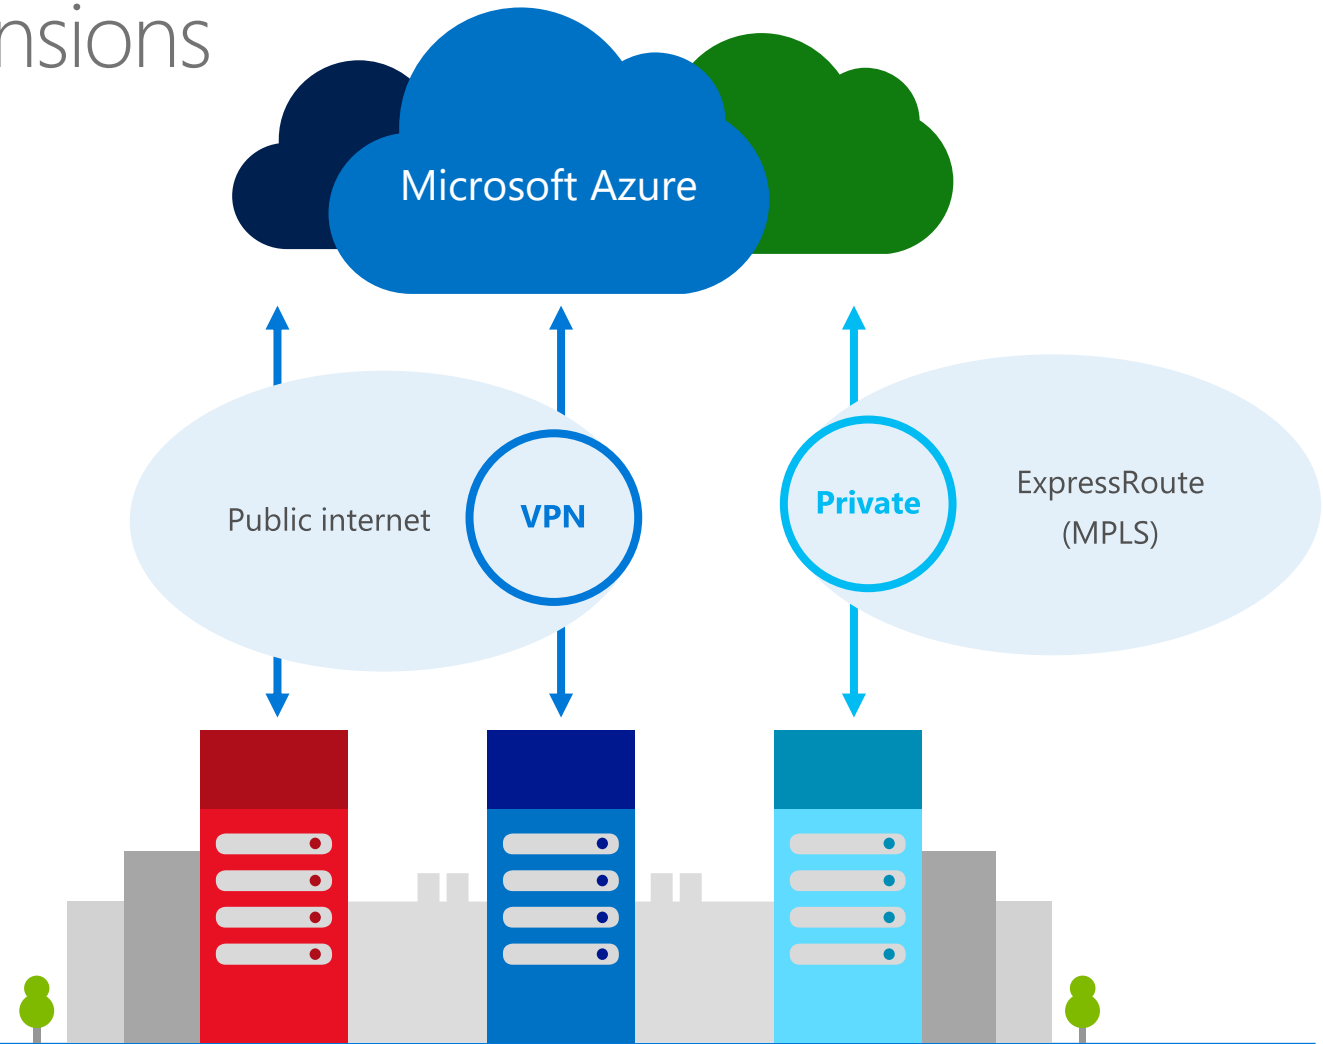 nsions
Microsoft Azure
Public internet
VPN
Private
ExpressRoute
(MPLS)